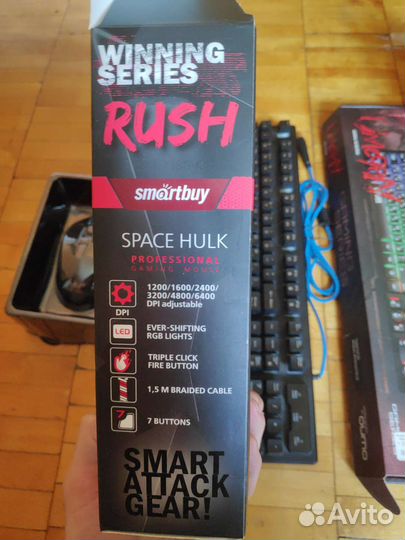 WINNING
SERIES
RUSH
smartbuy
SPACE HULK
PROFESSIONAL
GAMING MOUSE
1200/1600/2400/
3200/4800/6400
DPI adjustable
DPI
LED
EVER-SHIFTING
RGB LIGHTS
TRIPLE CLICK
FIRE BUTTON
1,5 M BRAIDED CABLE
7
7 BUTTONS
SMART
ATTACK
GEAR!
Qumo
Avito